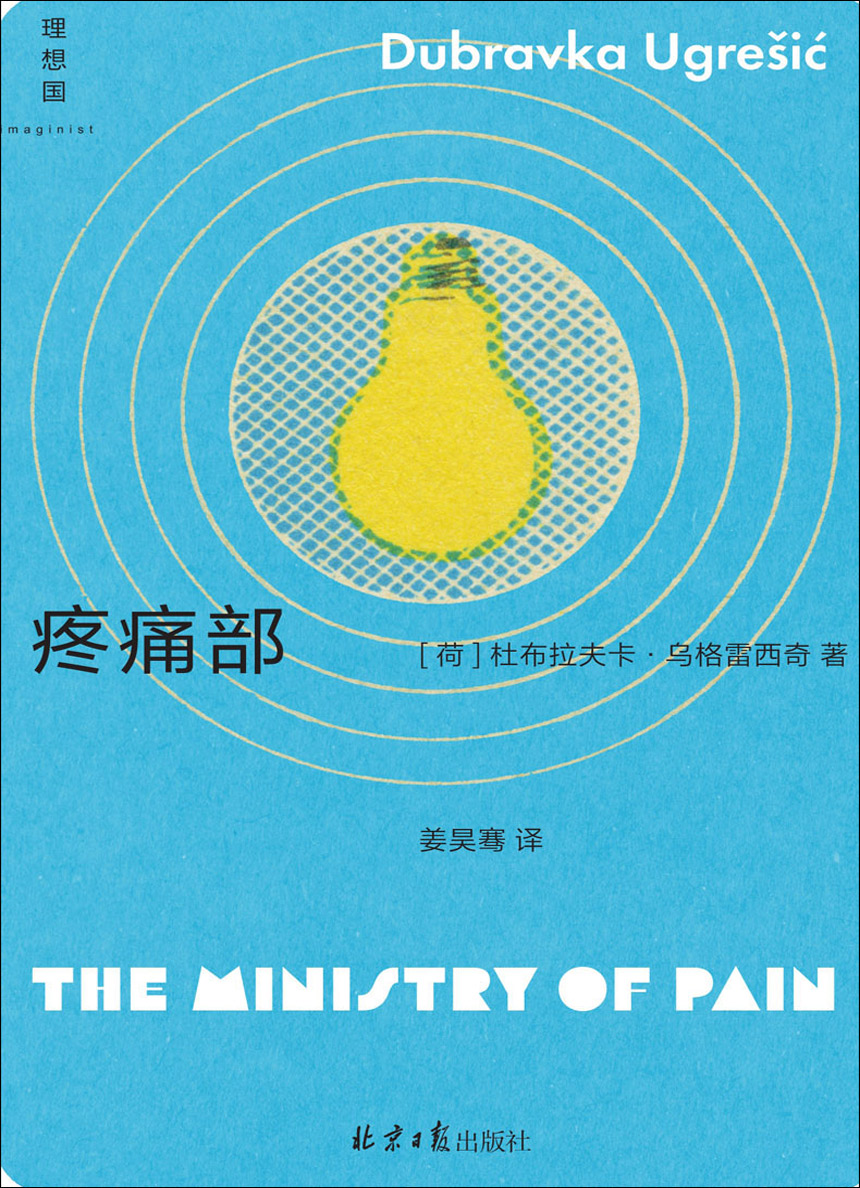 理想国
imaginist
Dubravka Ugrešić
疼痛部
[荷]杜布拉夫卡·乌格雷西奇 著
姜昊骞 译
THE MINISTRY OF PAIN
北京日报出版社